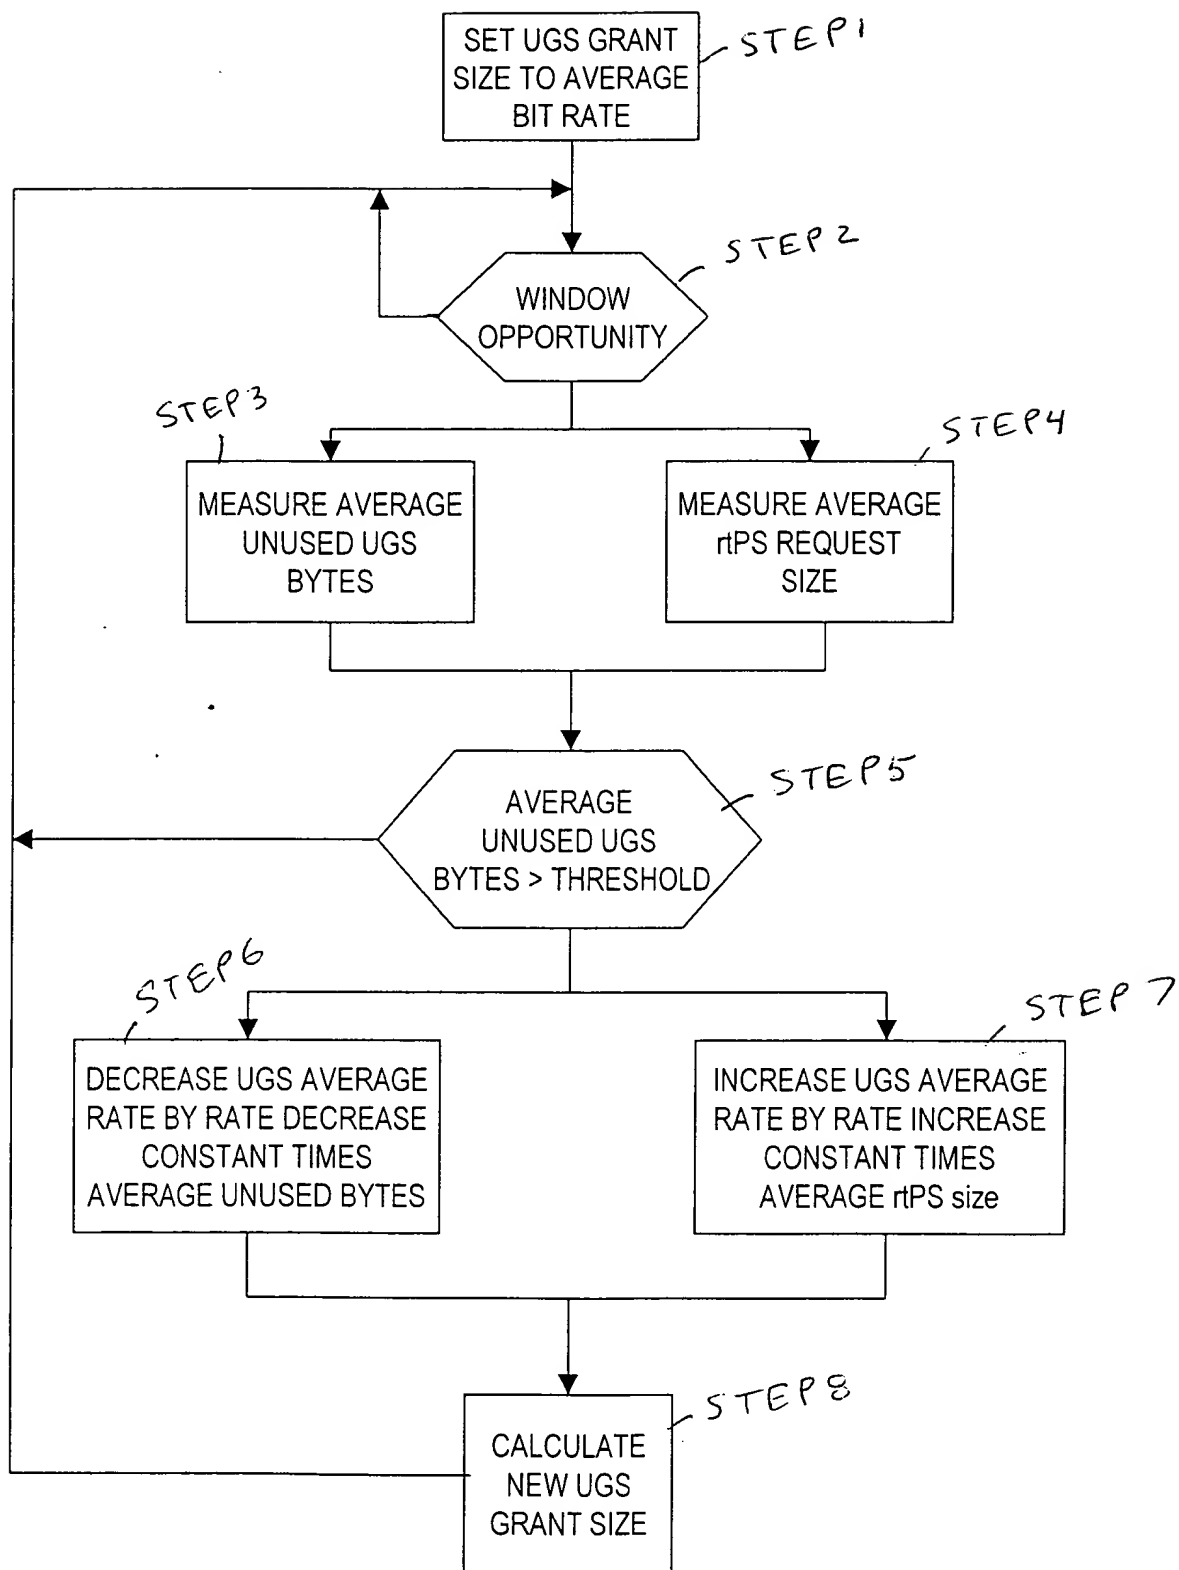 SET UGS GRANT
SIZE TO AVERAGE
BIT RATE
STEP1
WINDOW
OPPORTUNITY
STEP2
STEP3
MEASURE AVERAGE
UNUSED UGS
BYTES
STEP4
MEASURE AVERAGE
rtPS REQUEST
SIZE
AVERAGE
UNUSED UGS
BYTES > THRESHOLD
STEP5
STEP6
DECREASE UGS AVERAGE
RATE BY RATE DECREASE
CONSTANT TIMES
AVERAGE UNUSED BYTES
STEP 7
INCREASE UGS AVERAGE
RATE BY RATE INCREASE
CONSTANT TIMES
AVERAGE rtPS size
STEP8
CALCULATE
NEW UGS
GRANT SIZE